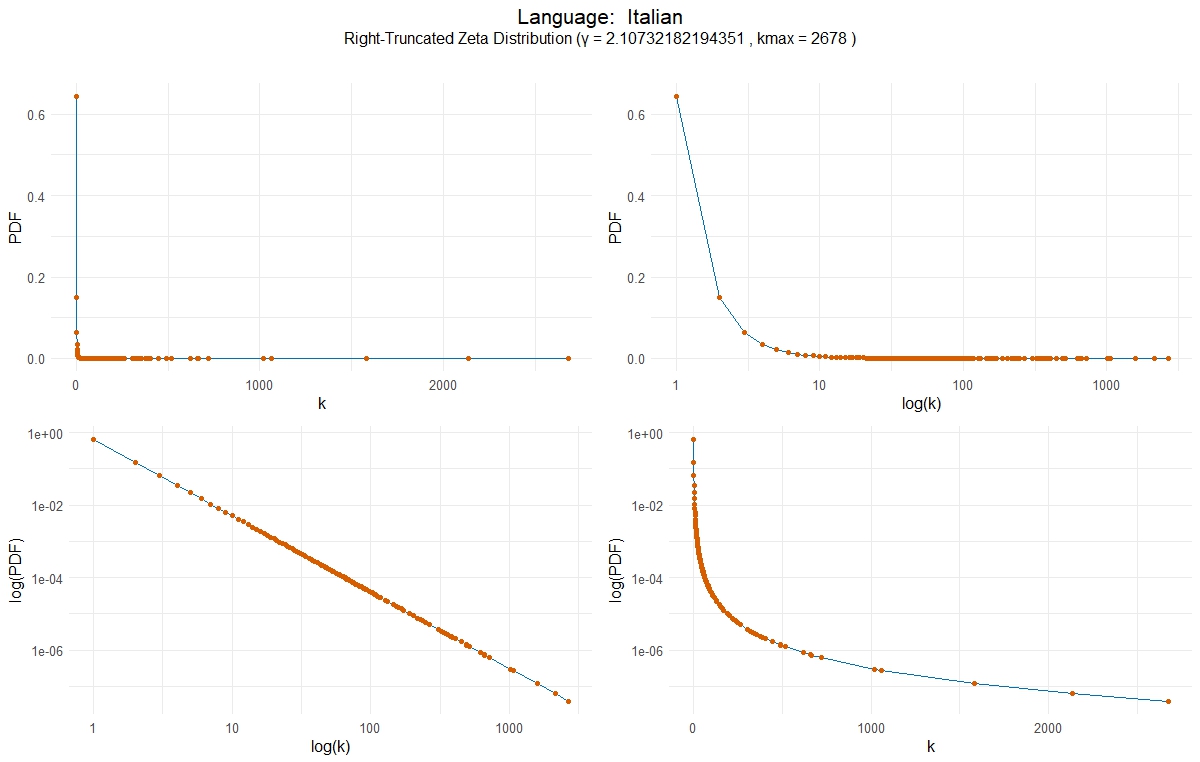 Language:  Italian
Right-Truncated Zeta Distribution (γ = 2.10732182194351 , kmax = 2678 )
PDF
0.6
0.4
0.2
0.0
0
1000
2000
k
PDF
0.6
0.4
0.2
0.0
1
10
100
1000
log(k)
log(PDF)
1e+00
1e-02
1e-04
1e-06
1
10
100
1000
log(k)
log(PDF)
1e+00
1e-02
1e-04
1e-06
0
1000
2000
k